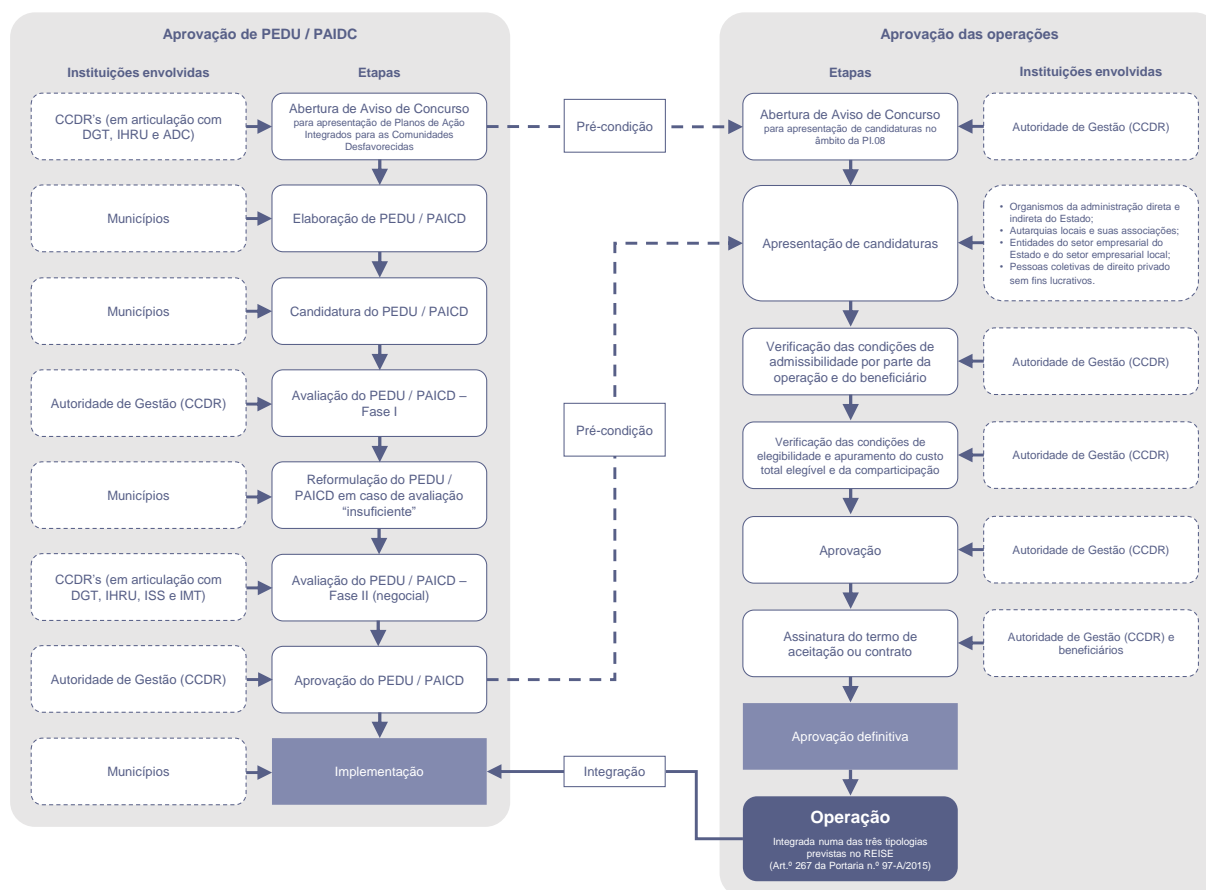 Aprovação de PEDU / PAIDC
Instituições envolvidas
Etapas
CCDR's (em articulação com
DGT, IHRU e ADC)
Abertura de Aviso de Concurso
para apresentação de Planos de Ação
Integrados para as Comunidades
Desfavorecidas
Municípios
Elaboração de PEDU / PAICD
Municípios
Candidatura do PEDU / PAICD
Autoridade de Gestão (CCDR)
Avaliação do PEDU / PAICD –
Fase I
Municípios
Reformulação do PEDU /
PAICD em caso de avaliação
“insuficiente”
CCDR's (em articulação com
DGT, IHRU, ISS e IMT)
Avaliação do PEDU / PAICD –
Fase II (negocial)
Autoridade de Gestão (CCDR)
Aprovação do PEDU / PAICD
Municípios
Implementação
Pré-condição
Pré-condição
Integração
Aprovação das operações
Etapas
Instituições envolvidas
Abertura de Aviso de Concurso
para apresentação de candidaturas no
âmbito da PI.08
Autoridade de Gestão (CCDR)
Apresentação de candidaturas
• Organismos da administração direta e
indireta do Estado;
• Autarquias locais e suas associações;
• Entidades do setor empresarial do
Estado e do setor empresarial local;
• Pessoas coletivas de direito privado
sem fins lucrativos.
Verificação das condições de
admissibilidade por parte da
operação e do beneficiário
Autoridade de Gestão (CCDR)
Verificação das condições de
elegibilidade e apuramento do custo
total elegível e da comparticipação
Autoridade de Gestão (CCDR)
Aprovação
Autoridade de Gestão (CCDR)
Assinatura do termo de
aceitação ou contrato
Autoridade de Gestão (CCDR) e
beneficiários
Aprovação definitiva
Operação
Integrada numa das três tipologias
previstas no REISE
(Art.º 267 da Portaria n.º 97-A/2015)